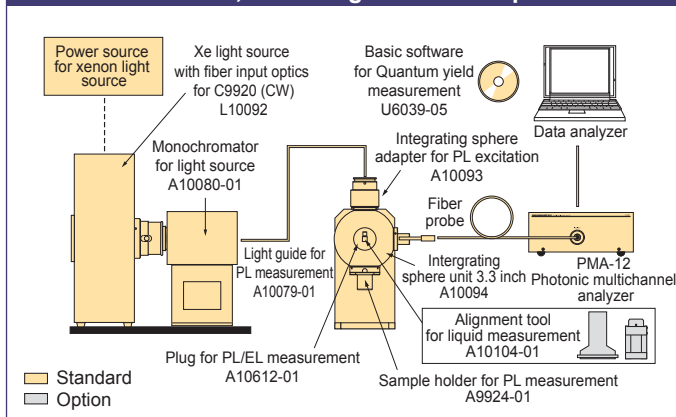 Power source
for xenon light
source
Xe light source
with fiber input optics
for C9920 (CW)
L10092
Basic software
for Quantum yield
measurement
U6039-05
Data analyzer
Monochromator
for light source
A10080-01
Integrating sphere
adapter for PL excitation
A10093
Fiber
probe
Light guide for
PL measurement
A10079-01
Intergrating
sphere unit 3.3 inch
A10094
PMA-12
Photonic multichannel
analyzer
Alignment tool
for liquid measurement
A10104-01
Plug for PL/EL measurement
A10612-01
Sample holder for PL measurement
A9924-01
Standard
Option